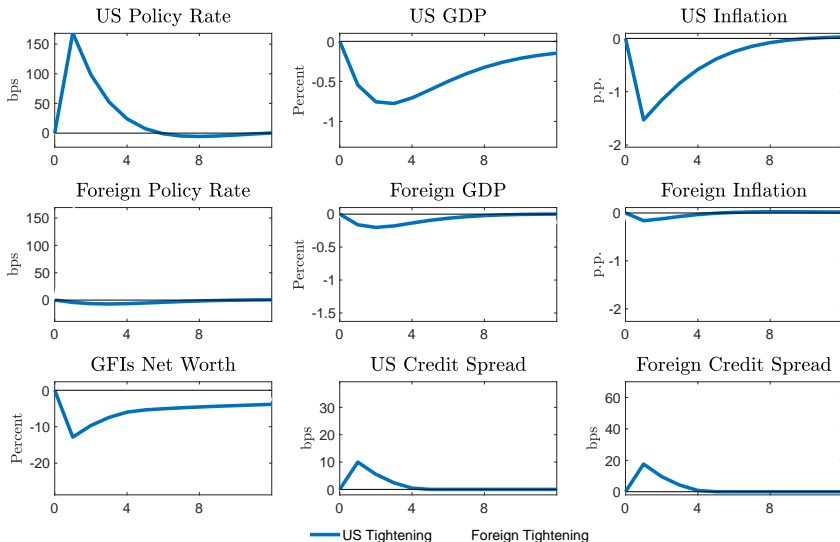 US Policy Rate US GDP US Inflation
bps
150
100
50
0
0 4 8
Percent
0
-0.5
-1
0 4 8
p.p.
0
-1
-2
0 4 8
Foreign Policy Rate Foreign GDP Foreign Inflation
bps
150
100
50
0
0 4 8
Percent
0
-0.5
-1
-1.5
0 4 8
p.p.
0
-1
-2
0 4 8
GFIs Net Worth US Credit Spread Foreign Credit Spread
Percent
0
-10
-20
0 4 8
bps
30
20
10
0
0 4 8
bps
60
40
20
0
0 4 8
US Tightening Foreign Tightening